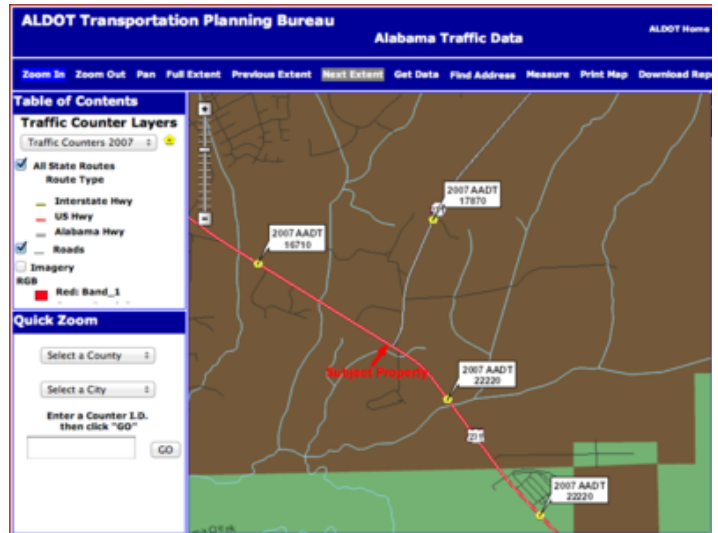 ALDOT Transportation Planning Bureau
Alabama Traffic Data
ALDOT Home
Zoom In Zoom Out Pan Full Extent Previous Extent Next Extent Get Data Find Address Measure Print Map Download Rep
Table of Contents
Traffic Counter Layers
Traffic Counters 2007
All State Routes
Route Type
Interstate Hwy
US Hwy
Alabama Hwy
Roads
Imagery
RGB
Red: Band_1
Quick Zoom
Select a County
Select a City
Enter a Counter I.D.
then click "GO"
GO
2007 AADT
17870
2007 AADT
16710
Subject Property
2007 AADT
22220
2007 AADT
22220